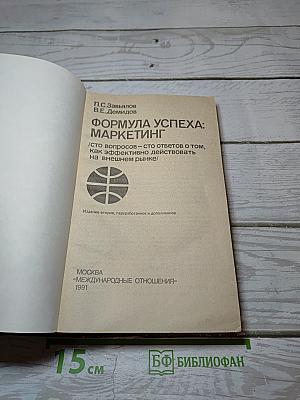 П.С. Завьялов
В.Е. Демидов
ФОРМУЛА УСПЕХА:
МАРКЕТИНГ
/сто вопросов – сто ответов о том,
как эффективно действовать
на внешнем рынке/
Издание второе, переработанное и дополненное
МОСКВА
«МЕЖДУНАРОДНЫЕ ОТНОШЕНИЯ»
1991
15 см
БФ БИБЛИОФАН